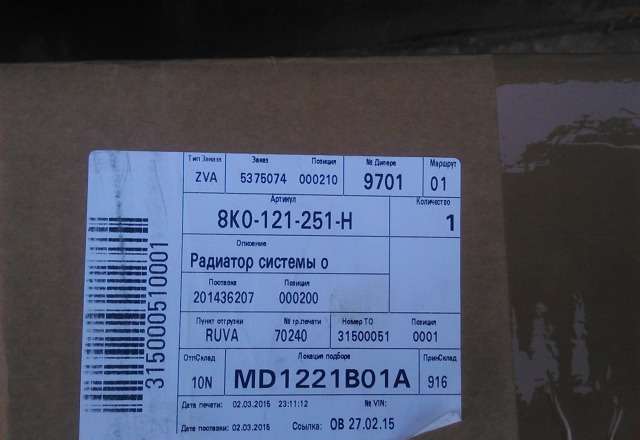 Тип Заказа Заказ Позиция № Дилера Маршрут
ZVA 5375074 000210 9701 01
Артикул Количество
8K0-121-251-H 1
Описание
Радиатор системы о
Поставка Позиция
201436207 000200
Пункт отгрузки № гр.печати Номер ТО Позиция
RUVA 70240 31500051 0001
ОтпСклад Локация подбора ПринСклад
10N MD1221B01A 916
Дата печати: 02.03.2015 23:11:12 № VIN:
Дата поставки: 02.03.2015 Ссылка: ОВ 27.02.15
315000510001